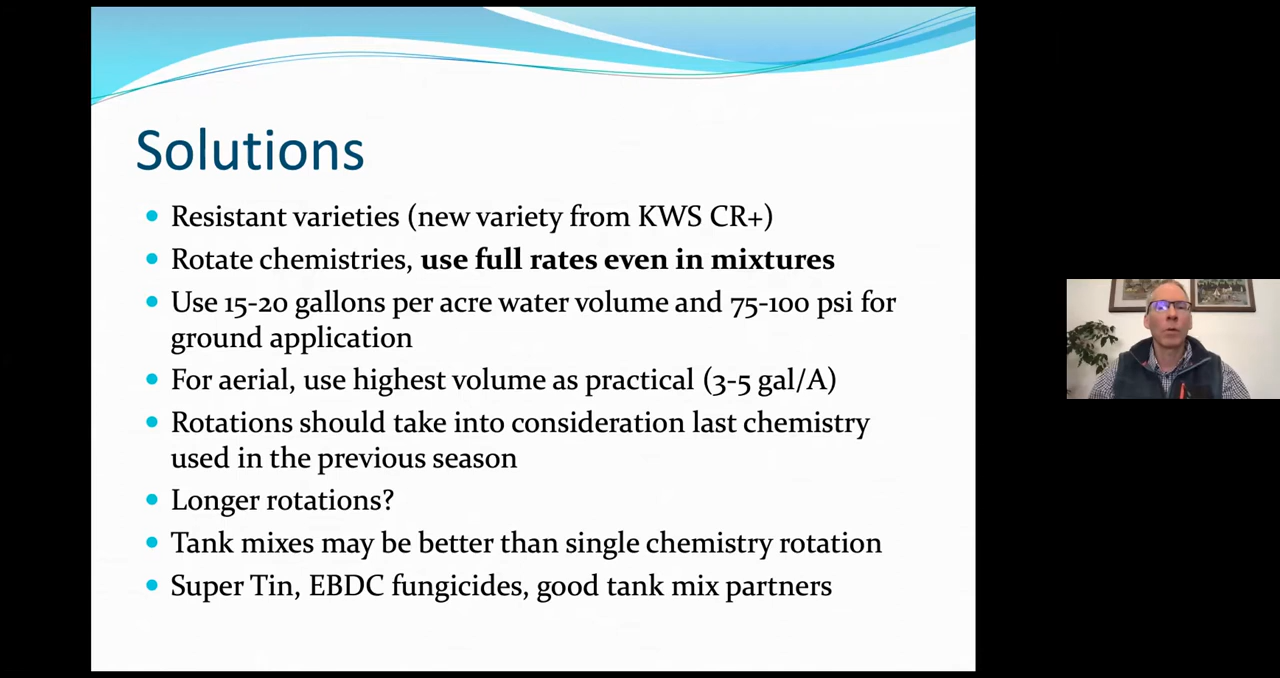 Solutions
Resistant varieties (new variety from KWS CR+)
Rotate chemistries, use full rates even in mixtures
Use 15-20 gallons per acre water volume and 75-100 psi for
ground application
For aerial, use highest volume as practical (3-5 gal/A)
Rotations should take into consideration last chemistry
used in the previous season
Longer rotations?
Tank mixes may be better than single chemistry rotation
Super Tin, EBDC fungicides, good tank mix partners